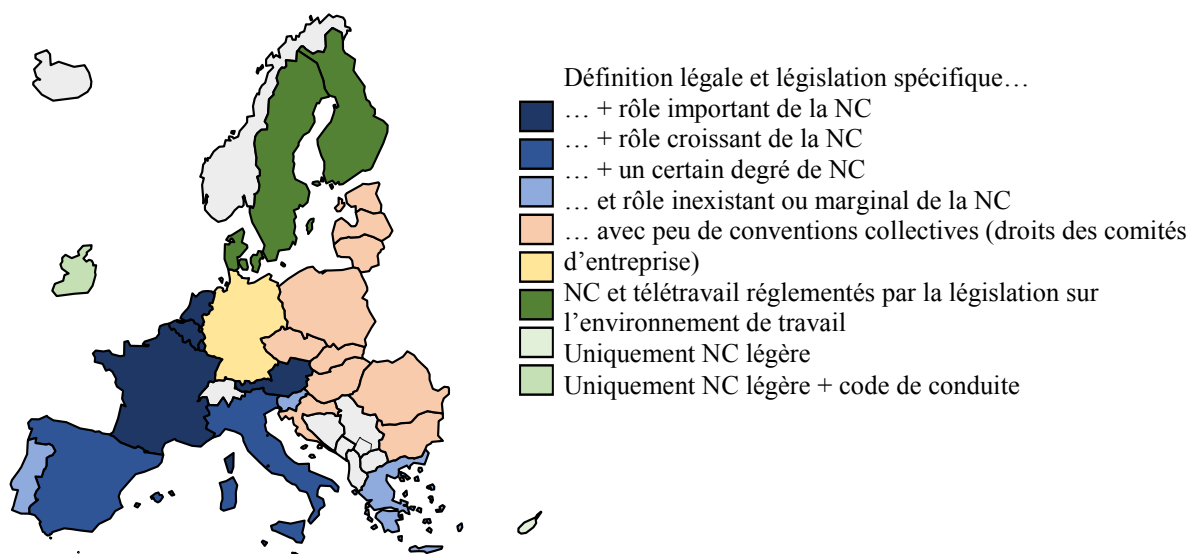 Définition légale et législation spécifique…
… + rôle important de la NC
… + rôle croissant de la NC
… + un certain degré de NC
… et rôle inexistant ou marginal de la NC
… avec peu de conventions collectives (droits des comités
d’entreprise)
NC et télétravail réglementés par la législation sur
l’environnement de travail
Uniquement NC légère
Uniquement NC légère + code de conduite